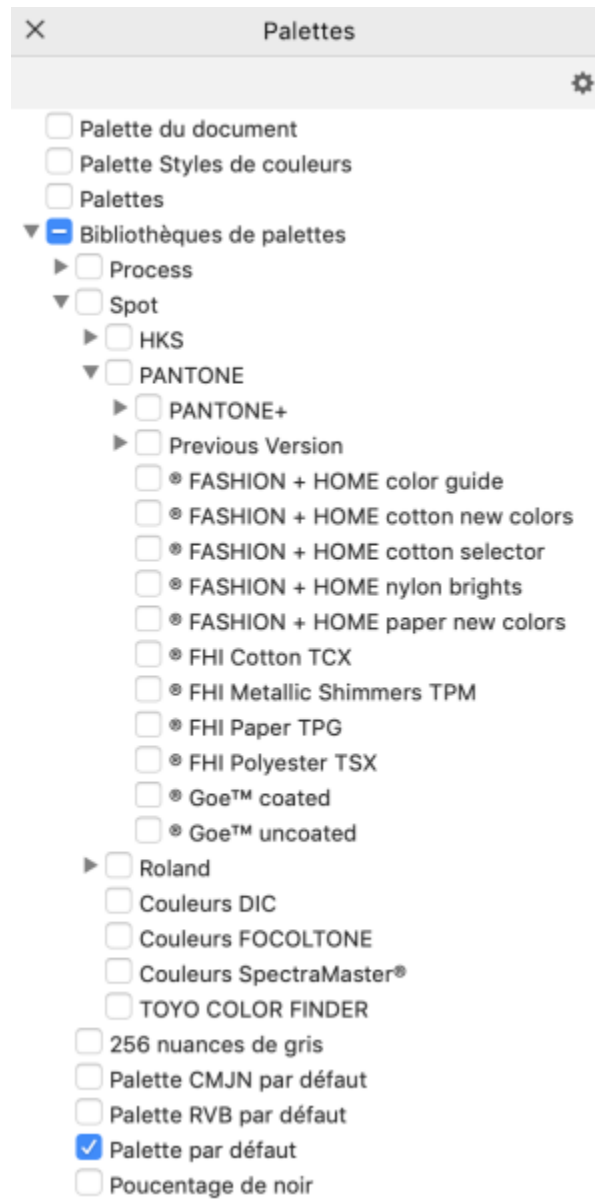 Palettes
Palette du document
Palette Styles de couleurs
Palettes
Bibliothèques de palettes
Process
Spot
HKS
PANTONE
PANTONE+
Previous Version
® FASHION + HOME color guide
® FASHION + HOME cotton new colors
® FASHION + HOME cotton selector
® FASHION + HOME nylon brights
® FASHION + HOME paper new colors
® FHI Cotton TCX
® FHI Metallic Shimmers TPM
® FHI Paper TPG
® FHI Polyester TSX
® Goe™ coated
® Goe™ uncoated
Roland
Couleurs DIC
Couleurs FOCOLTONE
Couleurs SpectraMaster®
TOYO COLOR FINDER
256 nuances de gris
Palette CMJN par défaut
Palette RVB par défaut
Palette par défaut
Poucentage de noir